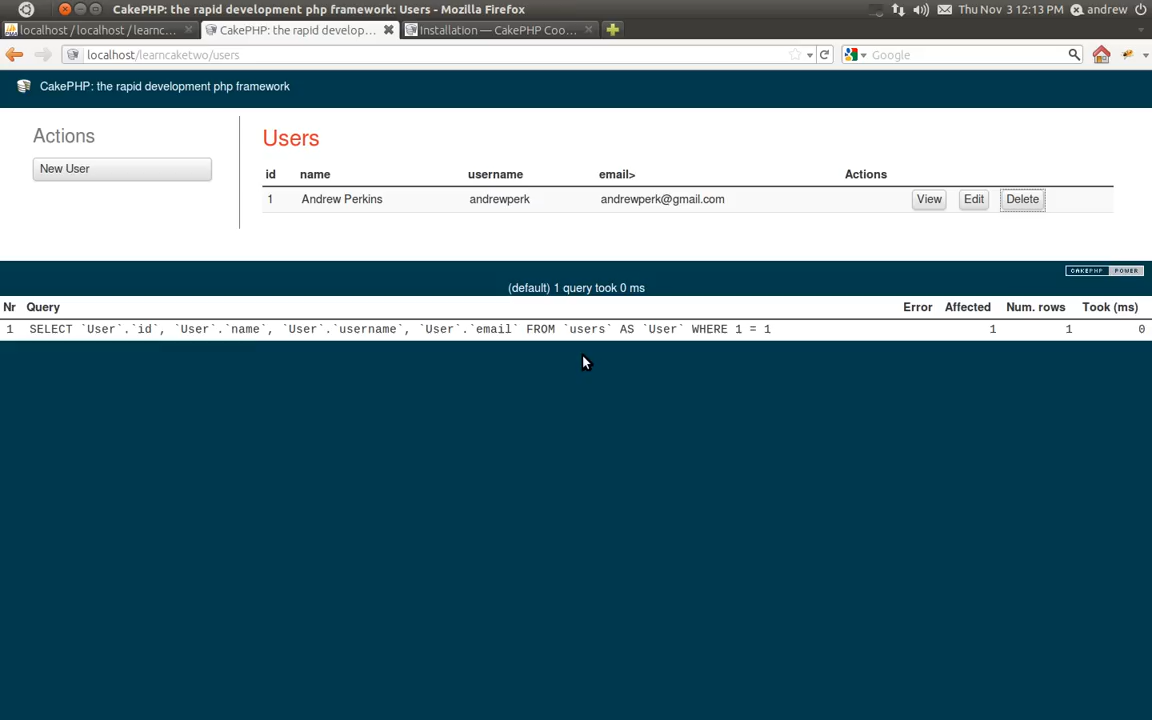 CakePHP: the rapid development php framework: Users - Mozilla Firefox
Thu Nov 3 12:13 PM andrew
localhost / localhost / learnc...
CakePHP: the rapid develop...
Installation — CakePHP Coo...
localhost/learncaketwo/users
Google
CakePHP: the rapid development php framework
Actions
New User
Users
id name username email> Actions
1 Andrew Perkins andrewperk andrewperk@gmail.com View Edit Delete
CAKEPHP POWER
(default) 1 query took 0 ms
Nr Query Error Affected Num. rows Took (ms)
1 SELECT `User`.`id`, `User`.`name`, `User`.`username`, `User`.`email` FROM `users` AS `User` WHERE 1 = 1 1 1 0